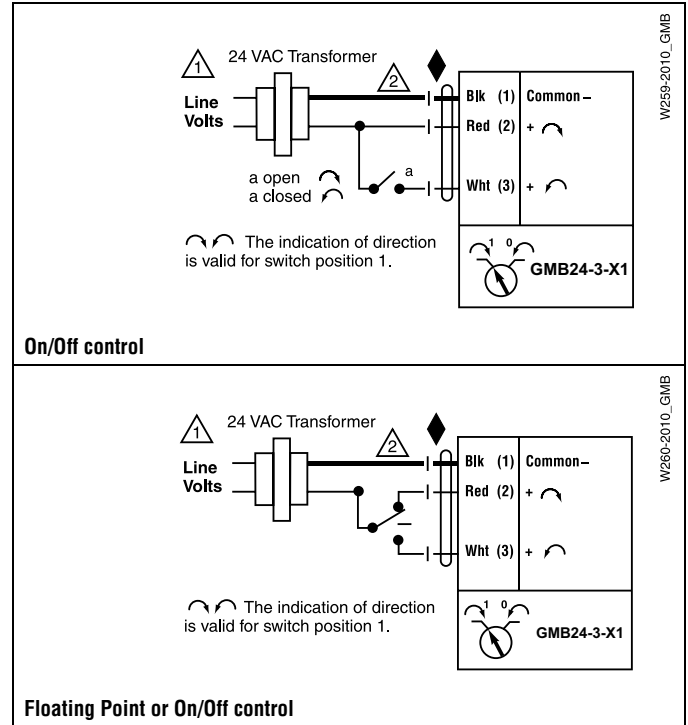 W259-2010_GMB
1
24 VAC Transformer
2
Line
Volts
Blk (1) Common –
Red (2) +
a
a open
a closed
Wht (3) +
The indication of direction
is valid for switch position 1.
1 0
GMB24-3-X1
On/Off control
W260-2010_GMB
1
24 VAC Transformer
2
Line
Volts
Blk (1) Common –
Red (2) +
Wht (3) +
The indication of direction
is valid for switch position 1.
1 0
GMB24-3-X1
Floating Point or On/Off control